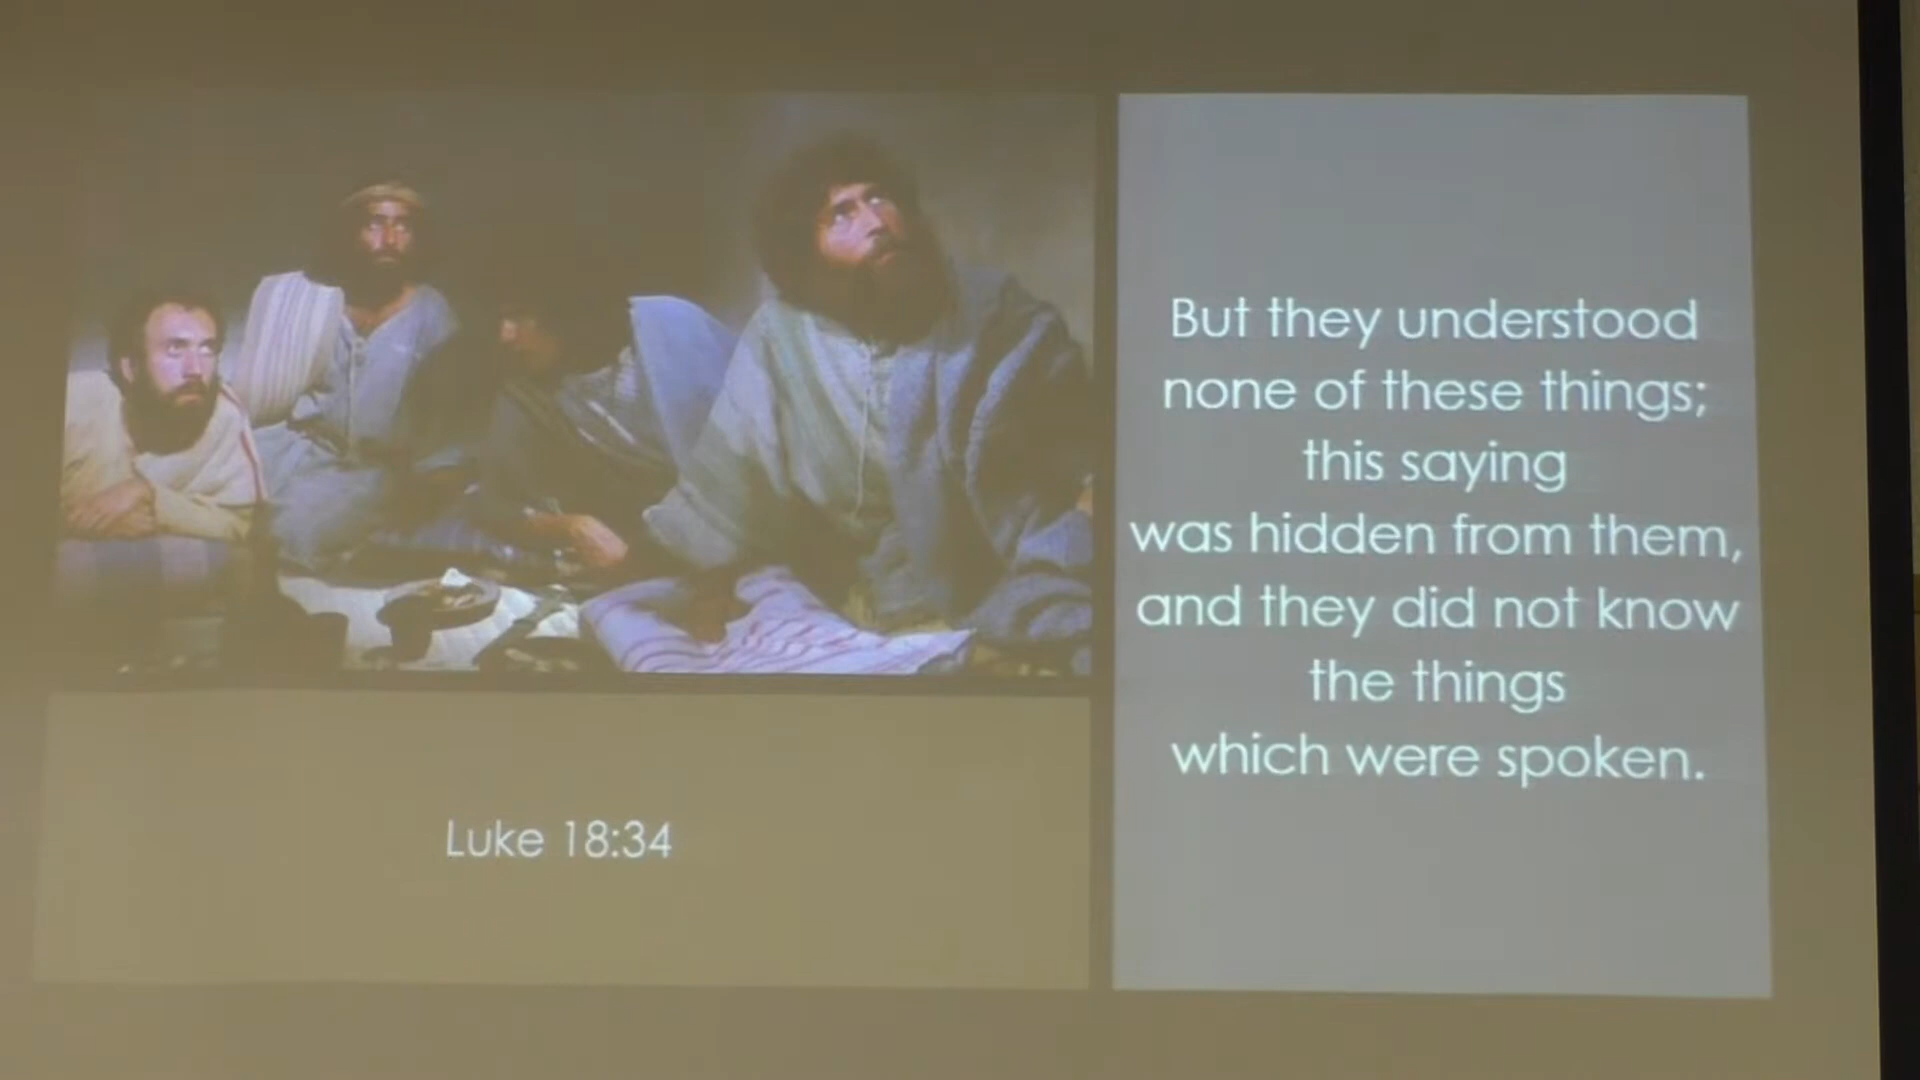 But they understood
none of these things;
this saying
was hidden from them,
and they did not know
the things
which were spoken.
Luke 18:34